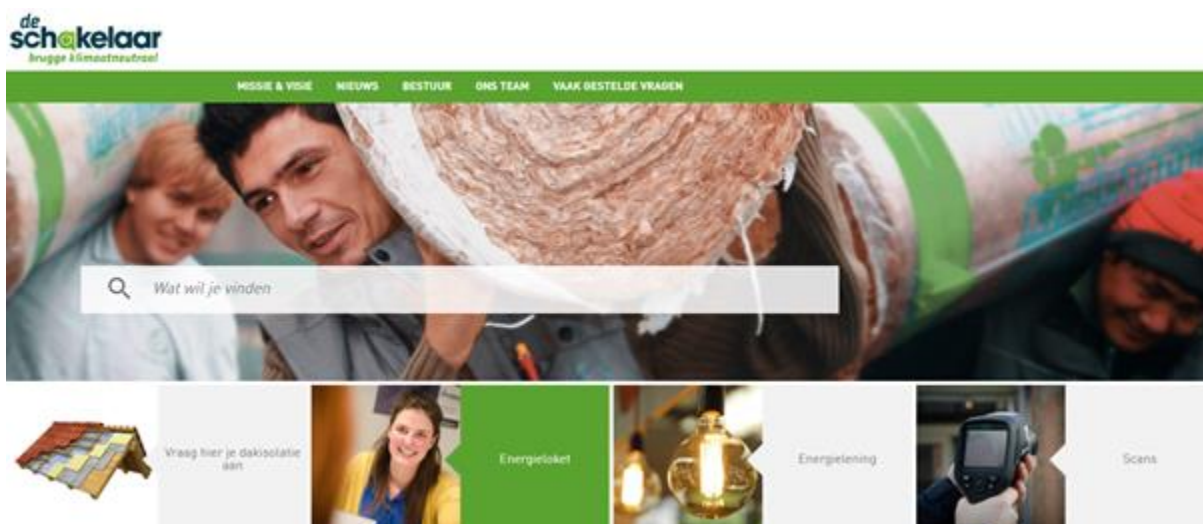 de
schakelaar
brugge klimaatneutraal
MISSIE & VISIE NIEUWS BESTUUR ONS TEAM VAAK GESTELDE VRAGEN
Wat wil je vinden
Vraag hier je dakisolatie
aan
Energieloket
Energielening
Scans